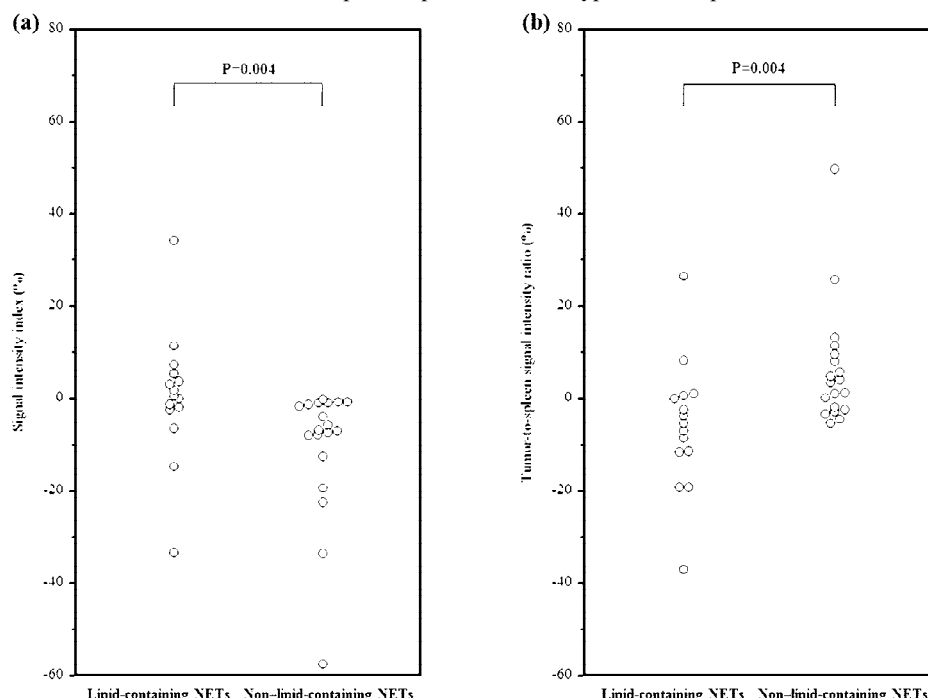 (a)
80
60
40
20
0
-20
-40
-60
Signal intensity index (%)
P=0.004
Lipid-containing NETs Non-lipid-containing NETs
(b)
80
60
40
20
0
-20
-40
-60
Tumor-to-spleen signal intensity ratio (%)
P=0.004
Lipid-containing NETs Non-lipid-containing NETs